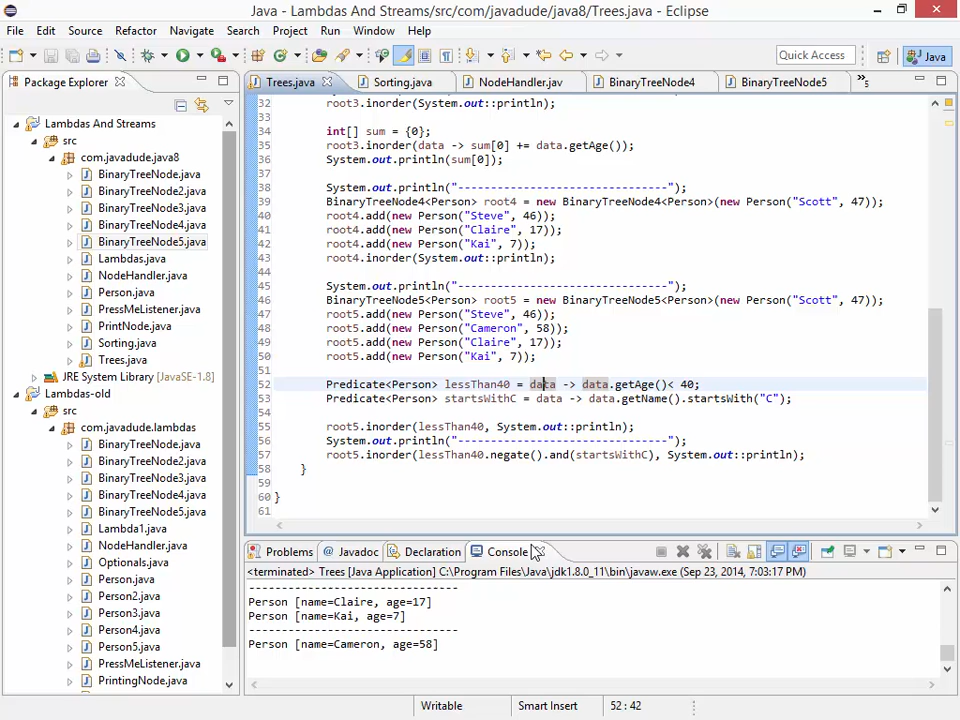 Java - Lambdas And Streams/src/com/javadude/java8/Trees.java - Eclipse
File Edit Source Refactor Navigate Search Project Run Window Help
Quick Access
Java
Package Explorer
Trees.java
Sorting.java
NodeHandler.jav
BinaryTreeNode4
BinaryTreeNode5
»5
Lambdas And Streams
src
com.javadude.java8
BinaryTreeNode.java
BinaryTreeNode2.java
BinaryTreeNode3.java
BinaryTreeNode4.java
BinaryTreeNode5.java
Lambdas.java
NodeHandler.java
Person.java
PressMeListener.java
PrintNode.java
Sorting.java
Trees.java
JRE System Library [JavaSE-1.8]
Lambdas-old
src
com.javadude.lambdas
BinaryTreeNode.java
BinaryTreeNode2.java
BinaryTreeNode3.java
BinaryTreeNode4.java
BinaryTreeNode5.java
Lambda1.java
NodeHandler.java
Optionals.java
Person.java
Person2.java
Person3.java
Person4.java
Person5.java
PressMeListener.java
PrintingNode.java
32 root3.inorder(System.out::println);
33
34 int[] sum = {0};
35 root3.inorder(data -> sum[0] += data.getAge());
36 System.out.println(sum[0]);
37
38 System.out.println("------------------------------");
39 BinaryTreeNode4<Person> root4 = new BinaryTreeNode4<Person>(new Person("Scott", 47));
40 root4.add(new Person("Steve", 46));
41 root4.add(new Person("Claire", 17));
42 root4.add(new Person("Kai", 7));
43 root4.inorder(System.out::println);
44
45 System.out.println("------------------------------");
46 BinaryTreeNode5<Person> root5 = new BinaryTreeNode5<Person>(new Person("Scott", 47));
47 root5.add(new Person("Steve", 46));
48 root5.add(new Person("Cameron", 58));
49 root5.add(new Person("Claire", 17));
50 root5.add(new Person("Kai", 7));
51
52 Predicate<Person> lessThan40 = data -> data.getAge()< 40;
53 Predicate<Person> startsWithC = data -> data.getName().startsWith("C");
54
55 root5.inorder(lessThan40, System.out::println);
56 System.out.println("------------------------------");
57 root5.inorder(lessThan40.negate().and(startsWithC), System.out::println);
58 }
59
60 }
61
Problems @ Javadoc Declaration Console
<terminated> Trees [Java Application] C:\Program Files\Java\jdk1.8.0_11\bin\javaw.exe (Sep 23, 2014, 7:03:17 PM)
------------------------------
Person [name=Claire, age=17]
Person [name=Kai, age=7]
------------------------------
Person [name=Cameron, age=58]
Writable
Smart Insert
52 : 42